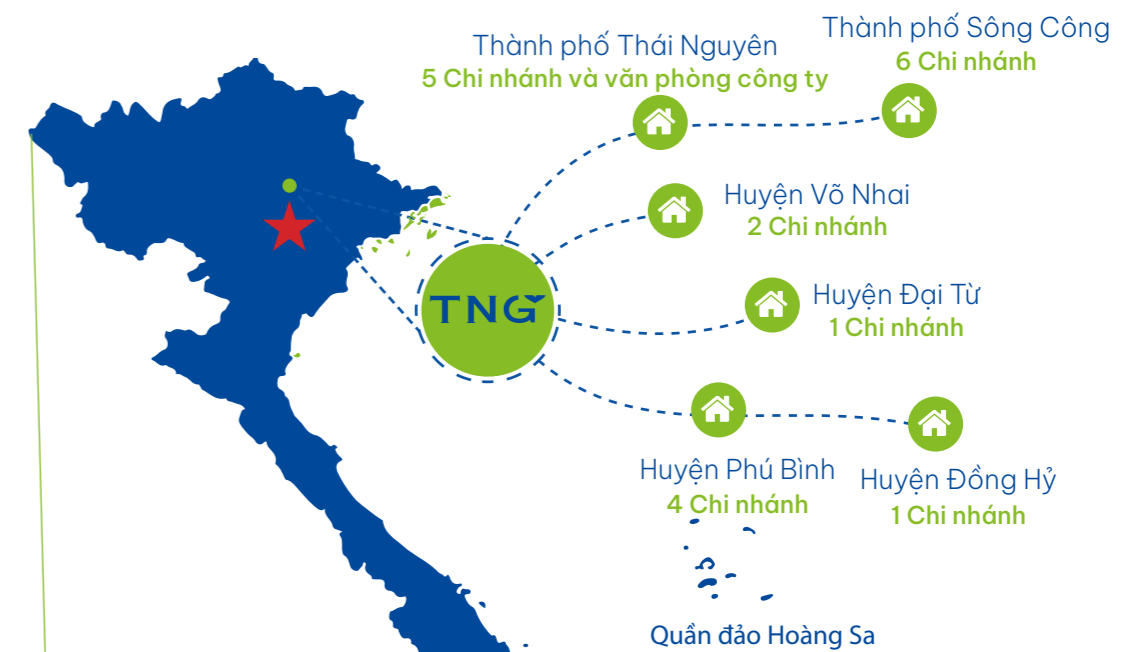 Thành phố Thái Nguyên
5 Chi nhánh và văn phòng công ty
Thành phố Sông Công
6 Chi nhánh
Huyện Võ Nhai
2 Chi nhánh
TNG
Huyện Đại Từ
1 Chi nhánh
Huyện Phú Bình
4 Chi nhánh
Huyện Đồng Hỷ
1 Chi nhánh
Quần đảo Hoàng Sa